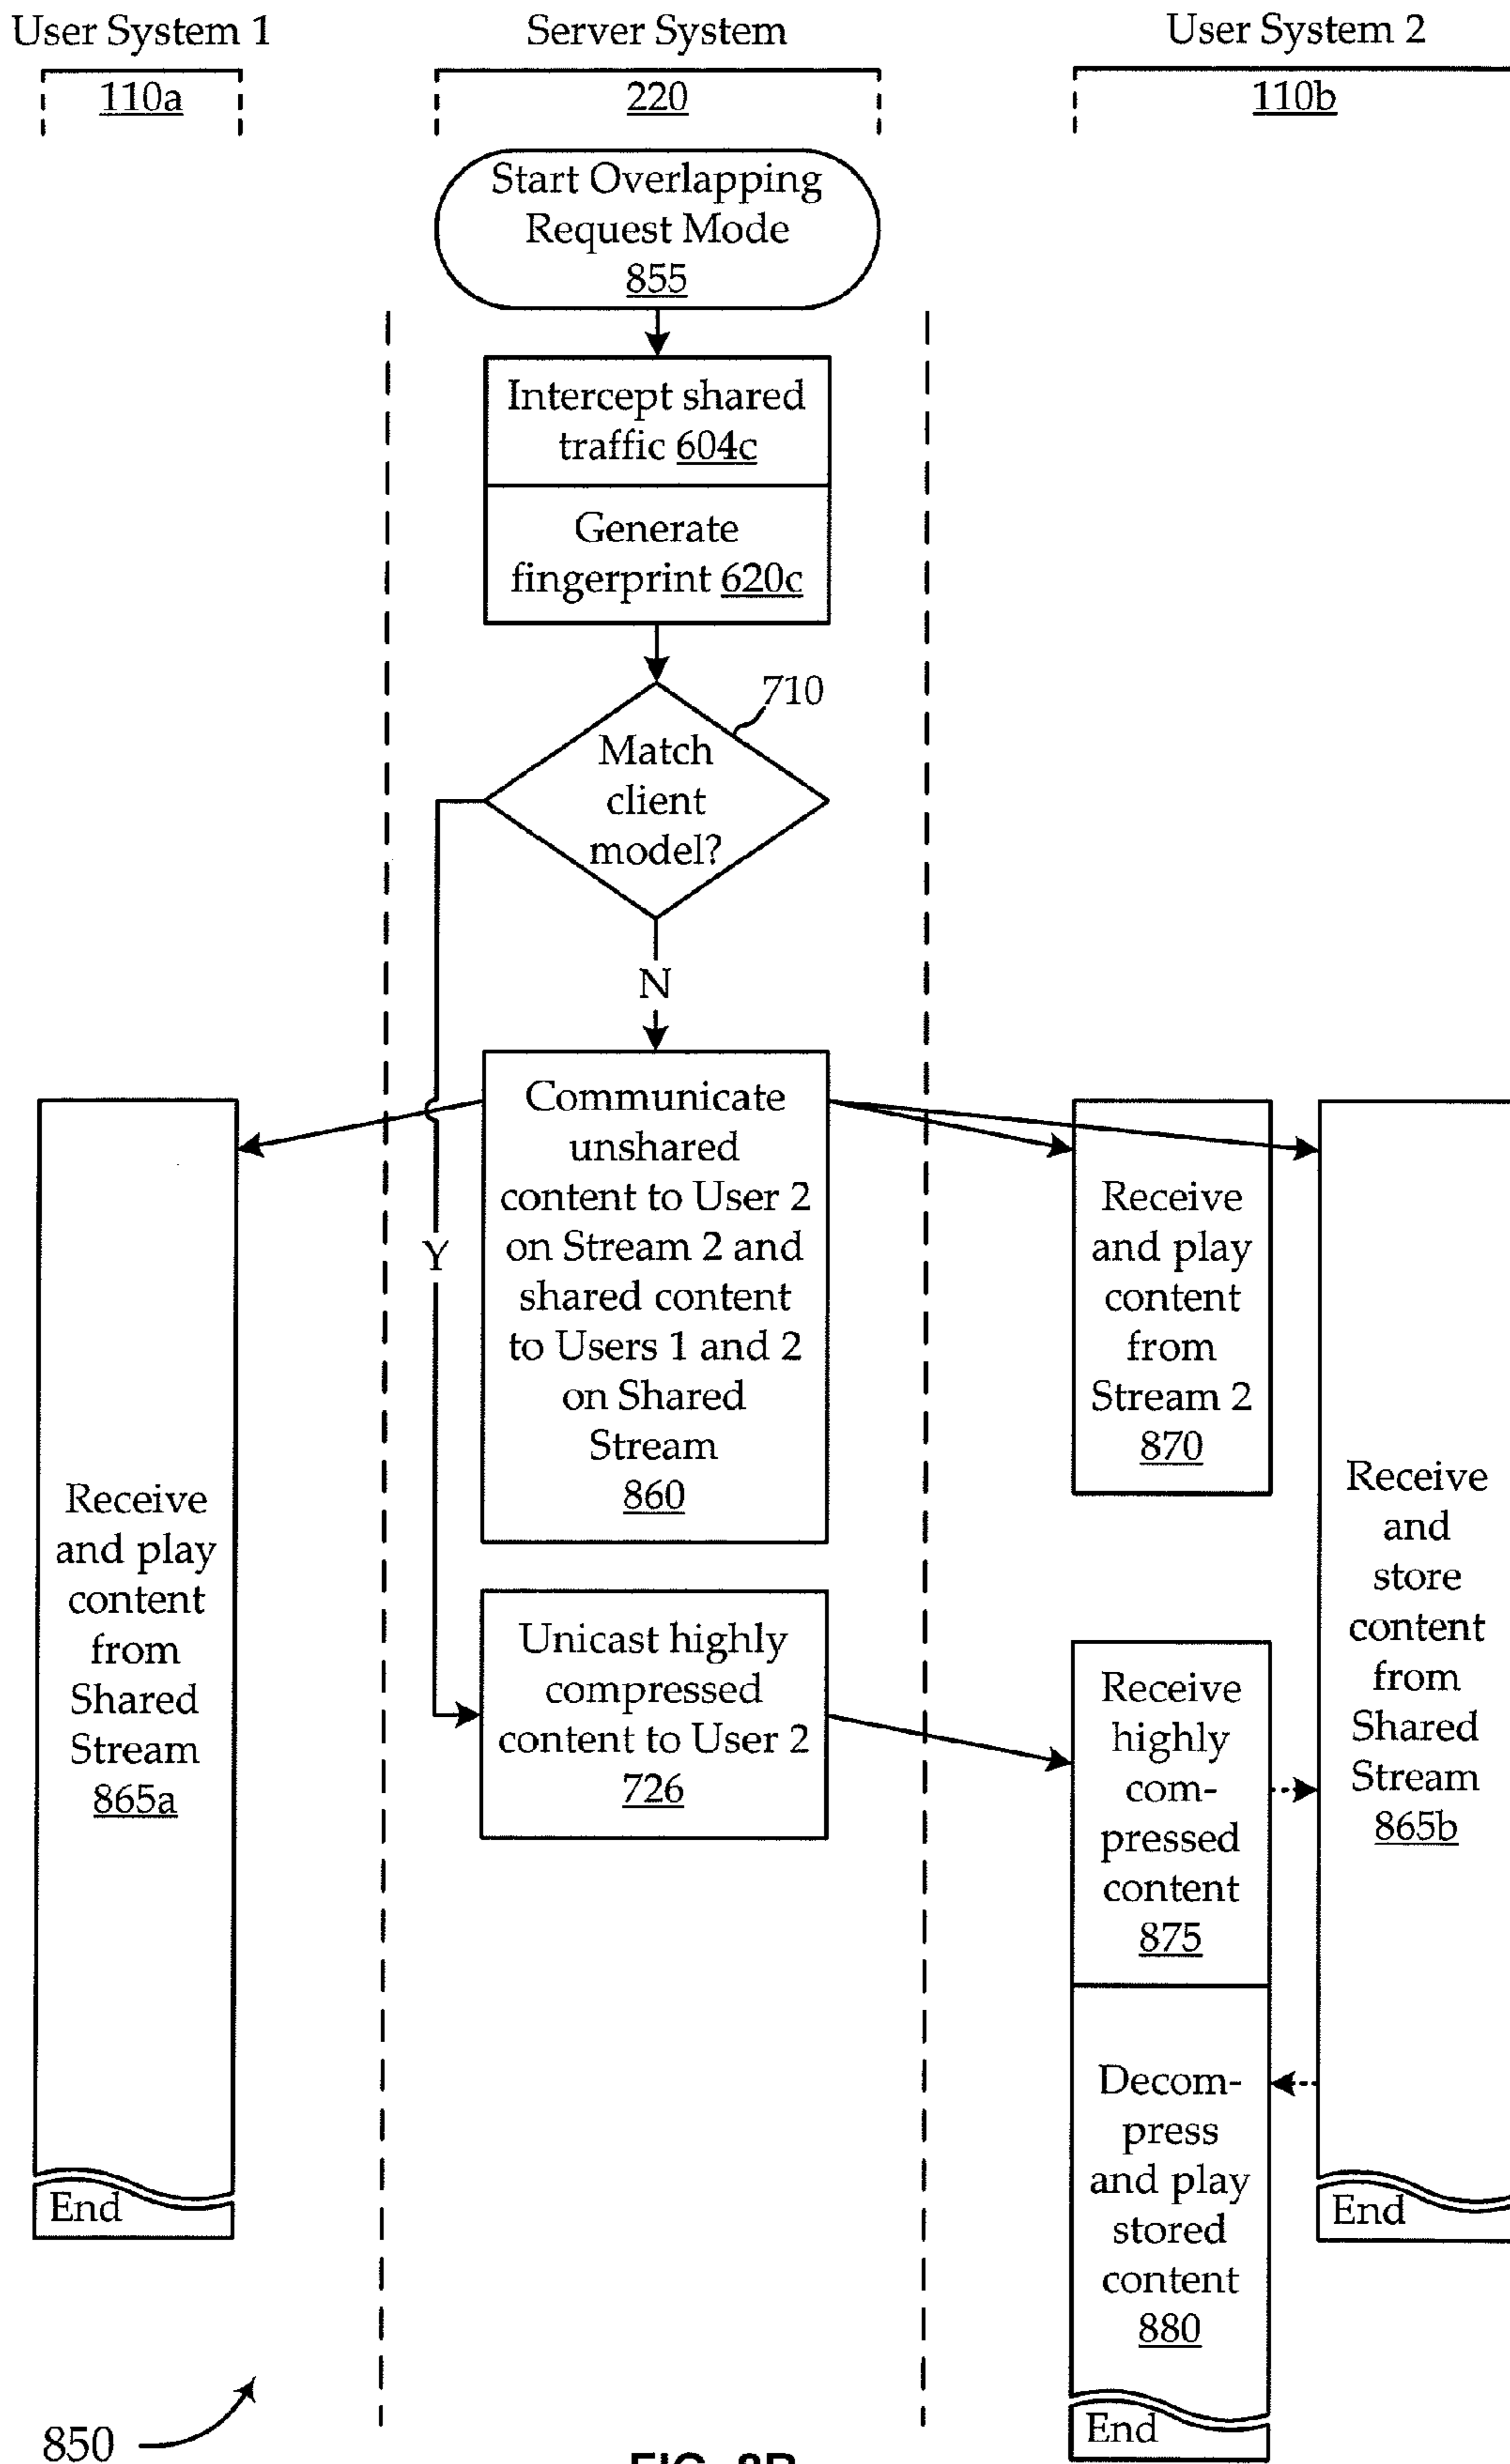 User System 1
Server System
User System 2
110a
220
110b
Start Overlapping
Request Mode
855
Intercept shared
traffic 604c
Generate
fingerprint 620c
710
Match
client
model?
N
Y
Communicate
unshared
content to User 2
on Stream 2 and
shared content
to Users 1 and 2
on Shared
Stream
860
Receive
and play
content
from
Stream 2
870
Receive
and play
content
from
Shared
Stream
865a
Receive
and
store
content
from
Shared
Stream
865b
Unicast highly
compressed
content to User 2
726
Receive
highly
com-
pressed
content
875
Decom-
press
and play
stored
content
880
End
End
End
850